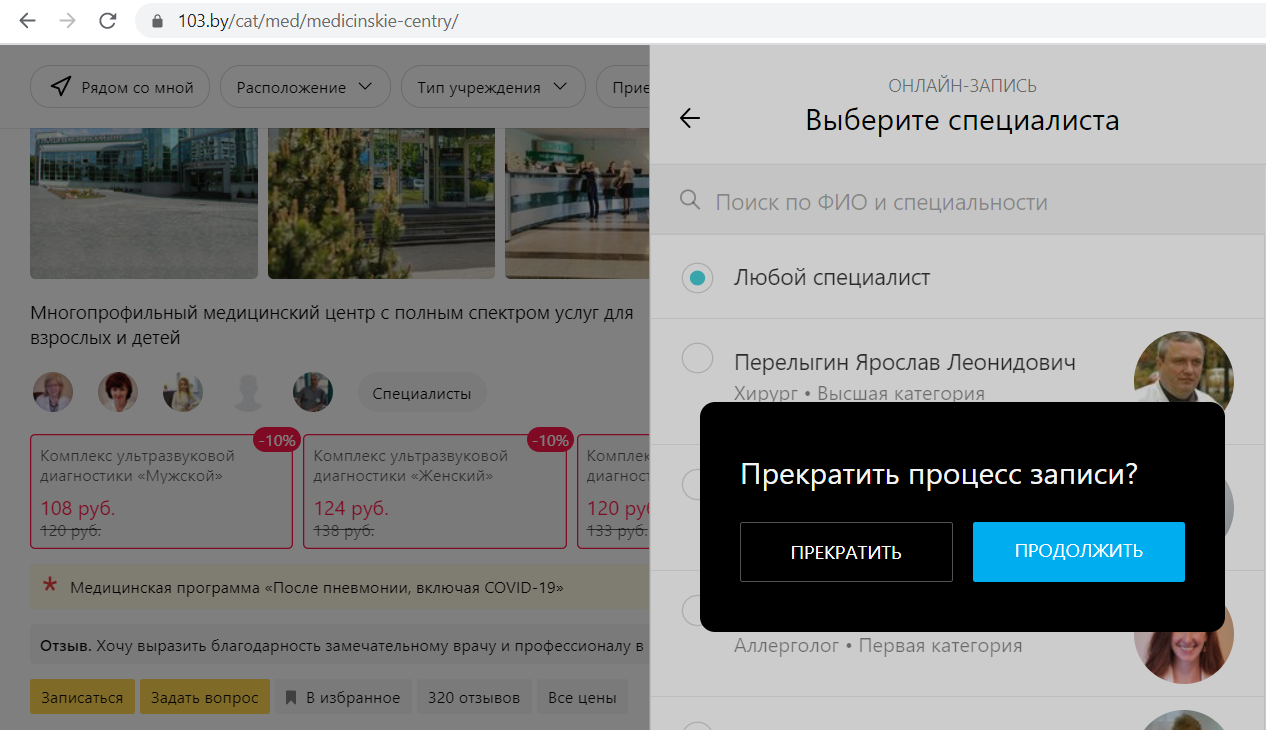 103.by/cat/med/medicinskie-centry/
Рядом со мной
Расположение
Тип учреждения
Прие
Многопрофильный медицинский центр с полным спектром услуг для
взрослых и детей
Специалисты
-10%
Комплекс ультразвуковой
диагностики «Мужской»
108 руб.
120 руб.
-10%
Комплекс ультразвуковой
диагностики «Женский»
124 руб.
138 руб.
Комплек
диагност
120 руб
133 руб.
* Медицинская программа «После пневмонии, включая COVID-19»
Отзыв. Хочу выразить благодарность замечательному врачу и профессионалу в
Записаться
Задать вопрос
В избранное
320 отзывов
Все цены
ОНЛАЙН-ЗАПИСЬ
Выберите специалиста
Поиск по ФИО и специальности
Любой специалист
Перелыгин Ярослав Леонидович
Хирург • Высшая категория
Прекратить процесс записи?
ПРЕКРАТИТЬ
ПРОДОЛЖИТЬ
Аллерголог • Первая категория